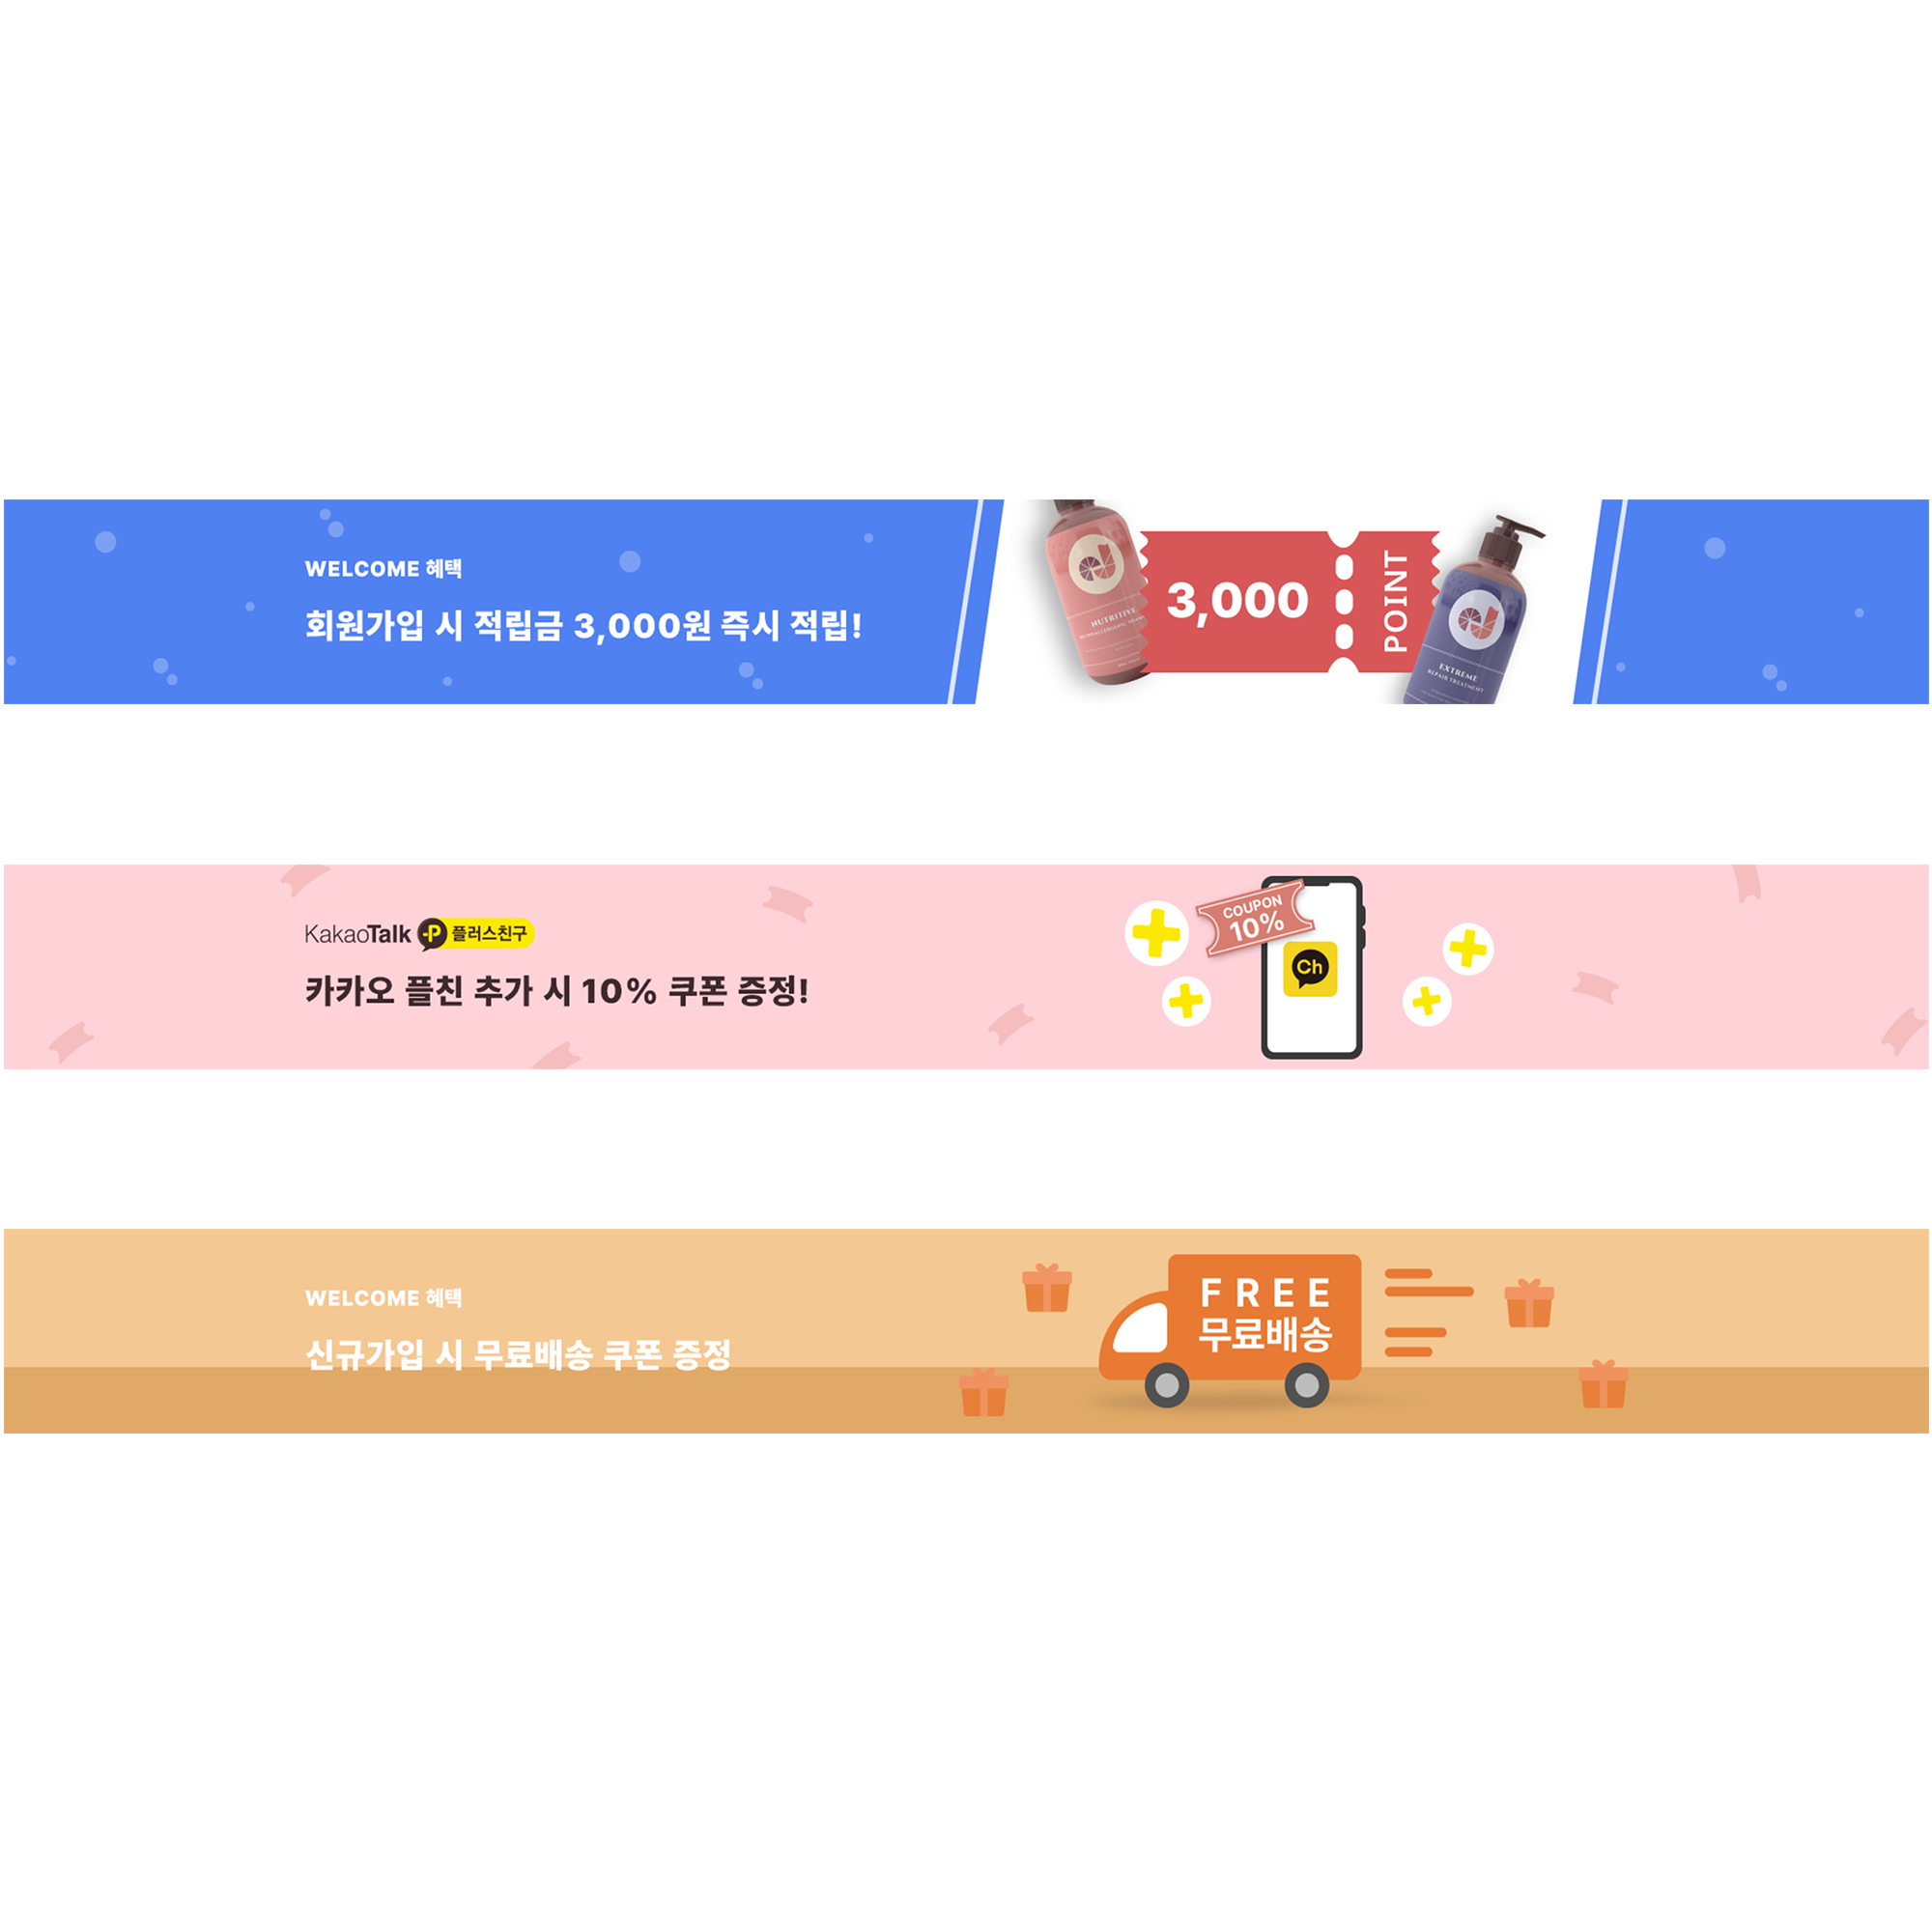 WELCOME 혜택
회원가입 시 적립금 3,000원 즉시 적립!
NUTRITIVE
3,000
POINT
EXTREME
REPAIR TREATMENT
KakaoTalk P 플러스친구
카카오 플친 추가 시 10% 쿠폰 증정!
COUPON
10%
Ch
WELCOME 혜택
신규가입 시 무료배송 쿠폰 증정
FREE
무료배송